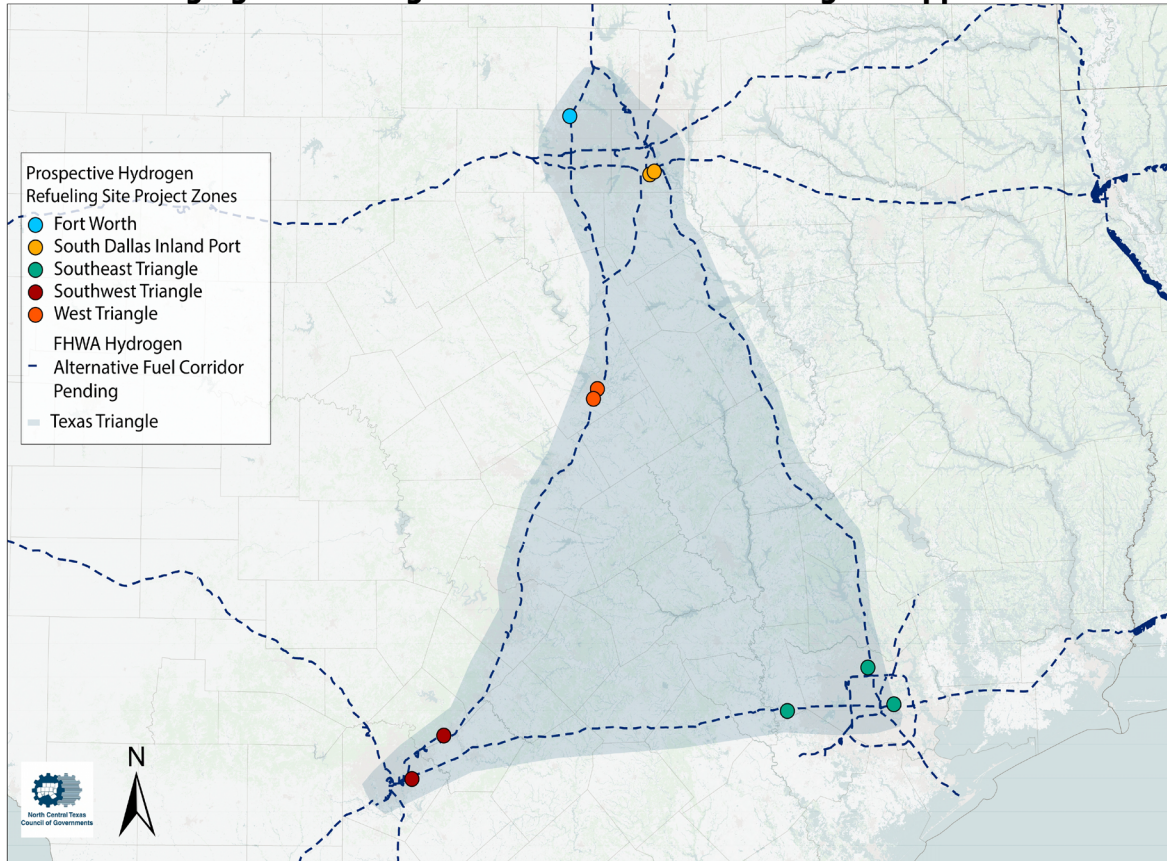 Prospective Hydrogen
Refueling Site Project Zones
Fort Worth
South Dallas Inland Port
Southeast Triangle
Southwest Triangle
West Triangle
FHWA Hydrogen
Alternative Fuel Corridor
Pending
Texas Triangle
N
North Central Texas
Council of Governments